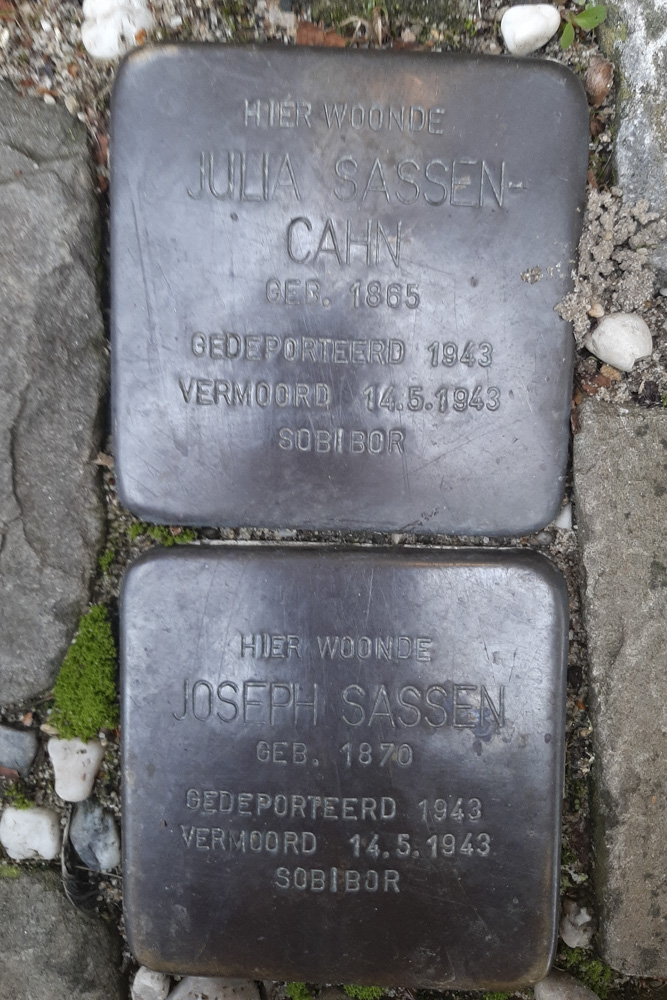 HIER WOONDE
JULIA SASSEN-
CAHN
GEB. 1865
GEDEPORTEERD 1943
VERMOORD 14.5.1943
SOBIBOR
HIER WOONDE
JOSEPH SASSEN
GEB. 1870
GEDEPORTEERD 1943
VERMOORD 14.5.1943
SOBIBOR